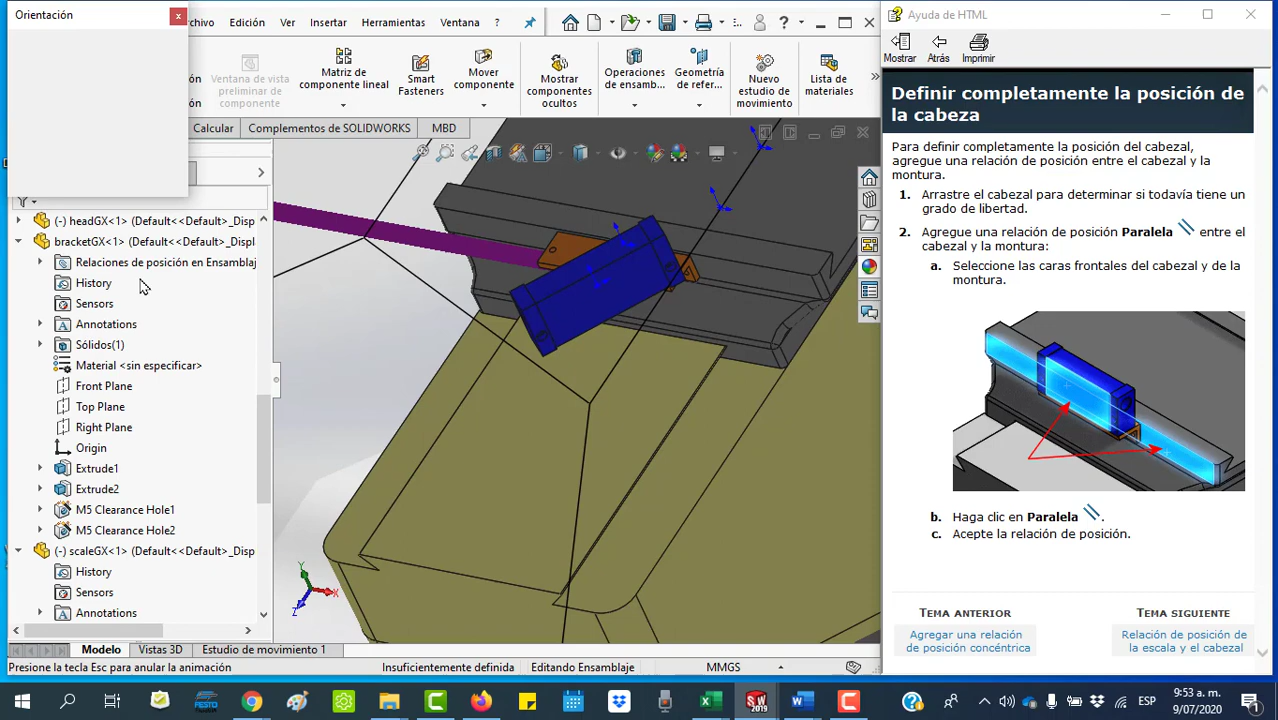 Orientación
chivo Edición Ver Insertar Herramientas Ventana ?
Ventana de vista
preliminar de
componente
Matriz de
componente lineal
Smart
Fasteners
Mover
componente
Mostrar
componentes
ocultos
Operaciones
de ensamb...
Geometría
de refer...
Nuevo
estudio de
movimiento
Lista de
materiales
Calcular Complementos de SOLIDWORKS MBD
(-) headGX<1> (Default<<Default>_Disp
bracketGX<1> (Default<<Default>_Displ
Relaciones de posición en Ensamblaj
History
Sensors
Annotations
Sólidos(1)
Material <sin especificar>
Front Plane
Top Plane
Right Plane
Origin
Extrude1
Extrude2
M5 Clearance Hole1
M5 Clearance Hole2
(-) scaleGX<1> (Default<<Default>_Disp
History
Sensors
Annotations
Y
X
Z
Modelo Vistas 3D Estudio de movimiento 1
Presione la tecla Esc para anular la animación Insuficientemente definida Editando Ensamblaje MMGS
Ayuda de HTML
Mostrar Atrás Imprimir
Definir completamente la posición de
la cabeza
Para definir completamente la posición del cabezal,
agregue una relación de posición entre el cabezal y la
montura.
1. Arrastre el cabezal para determinar si todavía tiene un
grado de libertad.
2. Agregue una relación de posición Paralela entre el
cabezal y la montura:
a. Seleccione las caras frontales del cabezal y de la
montura.
b. Haga clic en Paralela .
c. Acepte la relación de posición.
TEMA ANTERIOR
Agregar una relación
de posición concéntrica
TEMA SIGUIENTE
Relación de posición de
la escala y el cabezal
FESTO
SW
2019
ESP
9:53 a. m.
9/07/2020